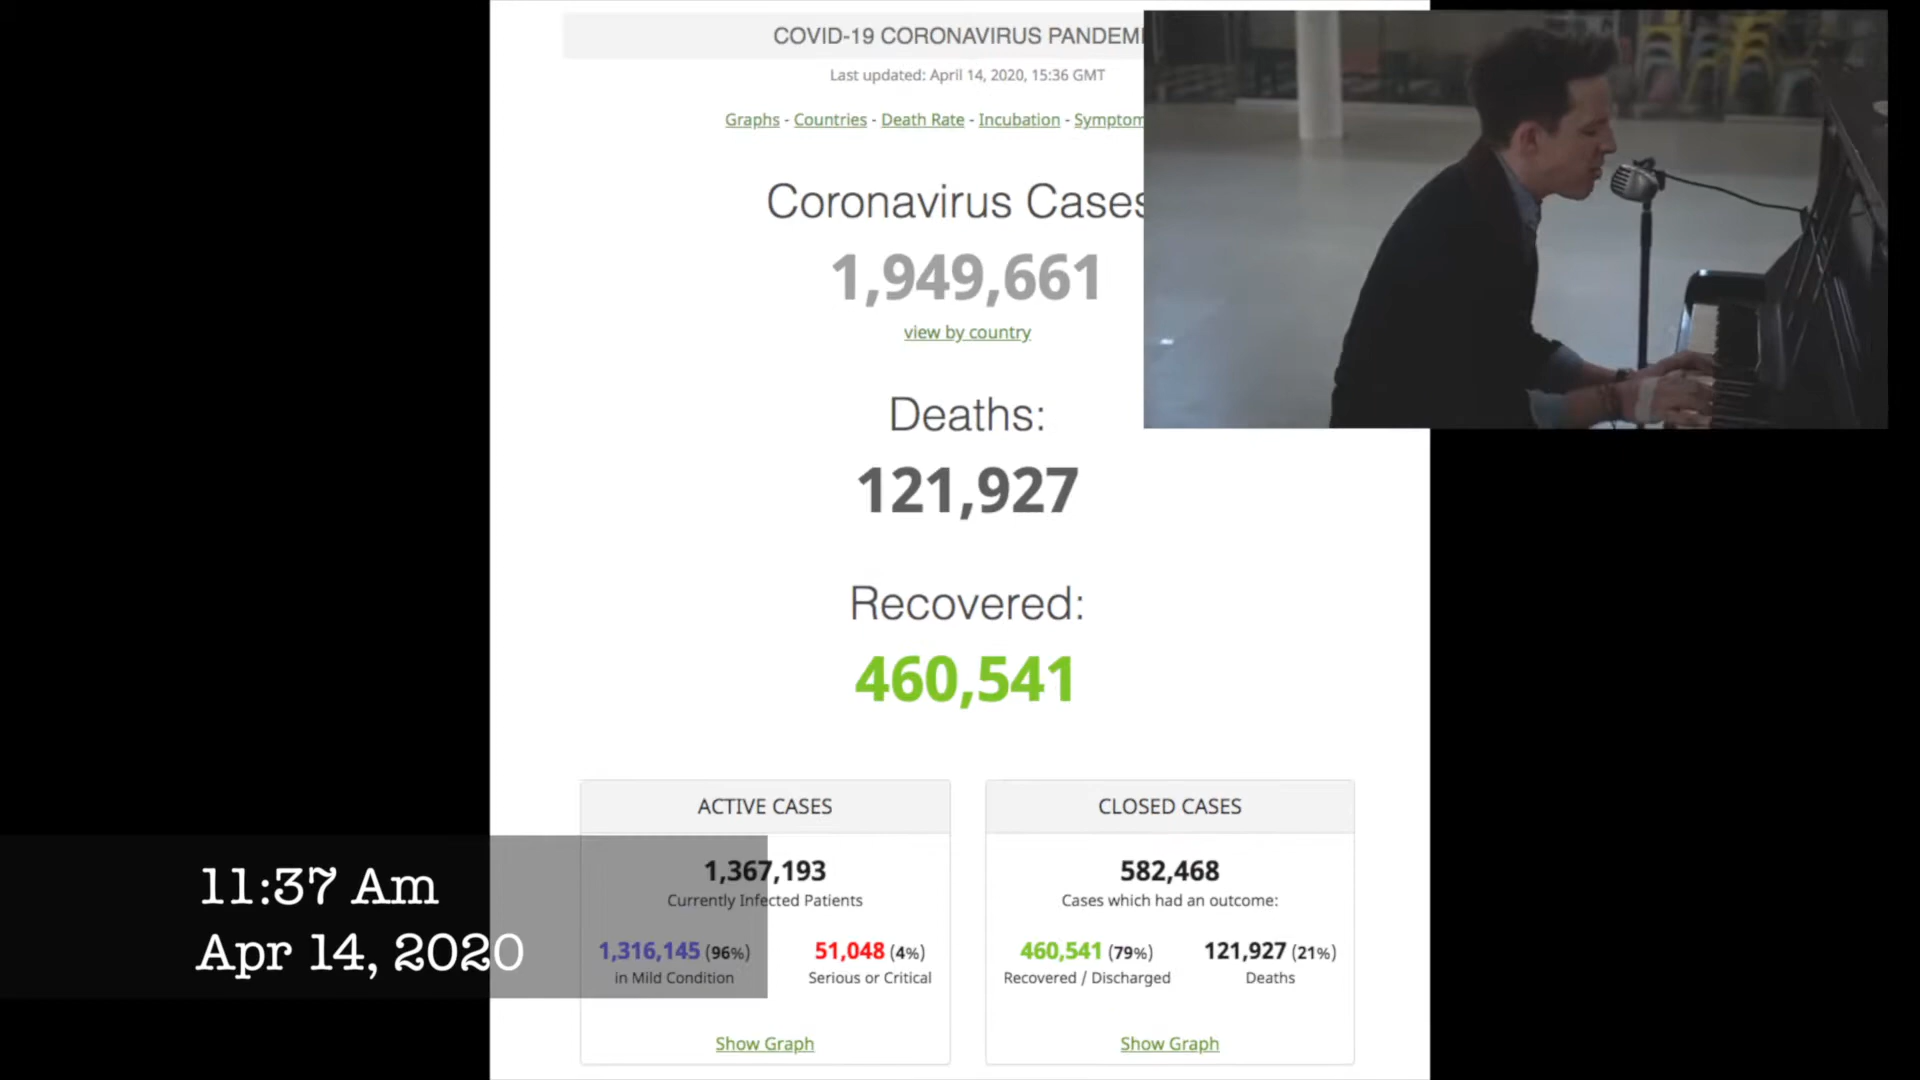 COVID-19 CORONAVIRUS PANDEMI
Last updated: April 14, 2020, 15:36 GMT
Graphs - Countries - Death Rate - Incubation - Symptom
Coronavirus Cases
1,949,661
view by country
Deaths:
121,927
Recovered:
460,541
ACTIVE CASES
1,367,193
Currently Infected Patients
1,316,145 (96%)
in Mild Condition
51,048 (4%)
Serious or Critical
Show Graph
CLOSED CASES
582,468
Cases which had an outcome:
460,541 (79%)
Recovered / Discharged
121,927 (21%)
Deaths
Show Graph
11:37 Am
Apr 14, 2020